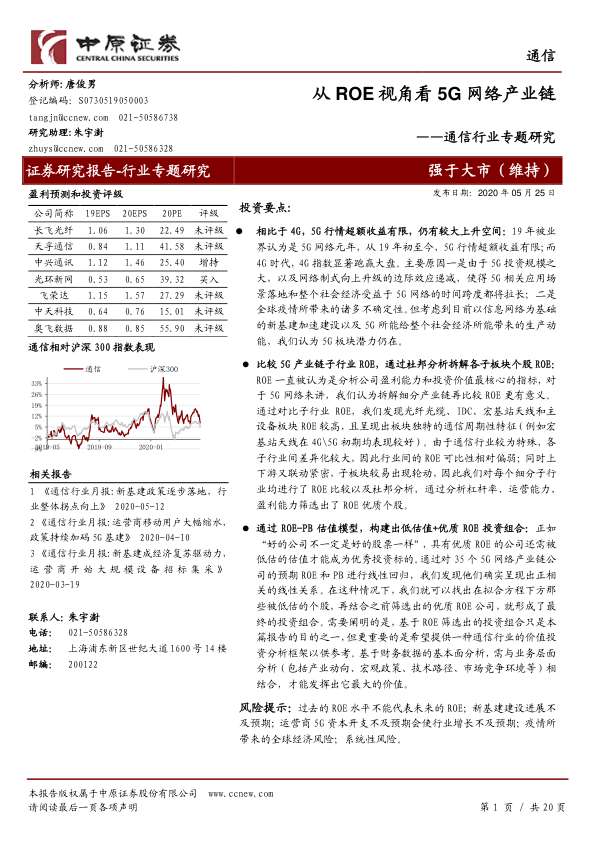 中原证券
CENTRAL CHINA SECURITIES
通信
分析师:唐俊男
登记编码:S0730519050003
tangjn@ccnew.com 021-50586738
研究助理:朱宇澍
zhuys@ccnew.com 021-50586328
从 ROE 视角看 5G 网络产业链
——通信行业专题研究
证券研究报告-行业专题研究
强于大市(维持)
盈利预测和投资评级
公司简称 19EPS 20EPS 20PE 评级
长飞光纤 1.06 1.30 22.49 未评级
天孚通信 0.84 1.11 41.58 未评级
中兴通讯 1.12 1.46 25.40 增持
光环新网 0.53 0.65 39.32 买入
飞荣达 1.15 1.57 27.29 未评级
中天科技 0.64 0.76 15.01 未评级
奥飞数据 0.88 0.85 55.90 未评级
通信相对沪深 300 指数表现
通信 沪深300
33%
26%
19%
12%
5%
-2%
2019-05 2019-09 2020-01
相关报告
1 《通信行业月报:新基建政策逐步落地,行
业整体拐点向上》 2020-05-12
2 《通信行业月报:运营商移动用户大幅缩水,
政策持续加码 5G 基建》 2020-04-10
3 《通信行业月报:新基建成经济复苏驱动力,
运营商开始大规模设备招标集采》
2020-03-19
联系人:朱宇澍
电话: 021-50586328
地址: 上海浦东新区世纪大道 1600 号 14 楼
邮编: 200122
发布日期:2020 年 05 月 25 日
投资要点:
● 相比于 4G,5G 行情超额收益有限,仍有较大上升空间:19 年被业
界认为是 5G 网络元年,从 19 年初至今,5G 行情超额收益有限;而
4G 时代,4G 指数显著跑赢大盘。主要原因一是由于 5G 投资规模之
大,以及网络制式向上升级的边际效应递减,使得 5G 相关应用场
景落地和整个社会经济受益于 5G 网络的时间跨度都将拉长;二是
全球疫情所带来的诸多不确定性。但考虑到目前以信息网络为基础
的新基建加速建设以及 5G 所能给整个社会经济所能带来的生产动
能,我们认为 5G 板块潜力仍在。
● 比较 5G 产业链子行业 ROE,通过杜邦分析拆解各子板块个股 ROE:
ROE 一直被认为是分析公司盈利能力和投资价值最核心的指标,对
于 5G 网络来讲,我们认为拆解细分产业链再比较 ROE 更有意义。
通过对比子行业 ROE,我们发现光纤光缆、IDC、宏基站天线和主
设备板块 ROE 较高,且呈现出板块独特的通信周期性特征(例如宏
基站天线在 4G\5G 初期均表现较好)。由于通信行业较为特殊,各
子行业间差异化较大,因此行业间的 ROE 可比性相对偏弱;同时上
下游又联动紧密,子板块轮易出现轮动,因此我们对每个细分子行
业均进行了 ROE 比较以及杜邦分析,通过分析杠杆率、运营能力、
盈利能力筛选出了 ROE 优质个股。
● 通过 ROE-PB 估值模型,构建出低估值+优质 ROE 投资组合:正如
“好的公司不一定是好的股票一样”,具有优质 ROE 的公司还需被
低估的估值才能成为优秀投资标的。通过对 35 个 5G 网络产业链公
司的预期 ROE 和 PB 进行线性回归,我们发现他们确实呈现出正相
关的线性关系。在这种情况下,我们就可以找出在拟合方程下方那
些被低估的个股,再结合之前筛选出的优质 ROE 公司,就形成了最
终的投资组合。需要阐明的是,基于 ROE 筛选出的投资组合只是本
篇报告的目的之一,但更重要的是希望提供一种通信行业的价值投
资分析框架以供参考。基于财务数据的基本面分析,需与业务层面
分析(包括产业动向、宏观政策、技术路径、市场竞争环境等)相
结合,才能发挥出它最大的价值。
风险提示:过去的 ROE 水平不能代表未来的 ROE;新基建建设进展不
及预期;运营商 5G 资本开支不及预期会使行业增长不及预期;疫情所
带来的全球经济风险;系统性风险。
本报告版权属于中原证券股份有限公司 www.ccnew.com
请阅读最后一页各项声明
第 1 页 / 共 20 页